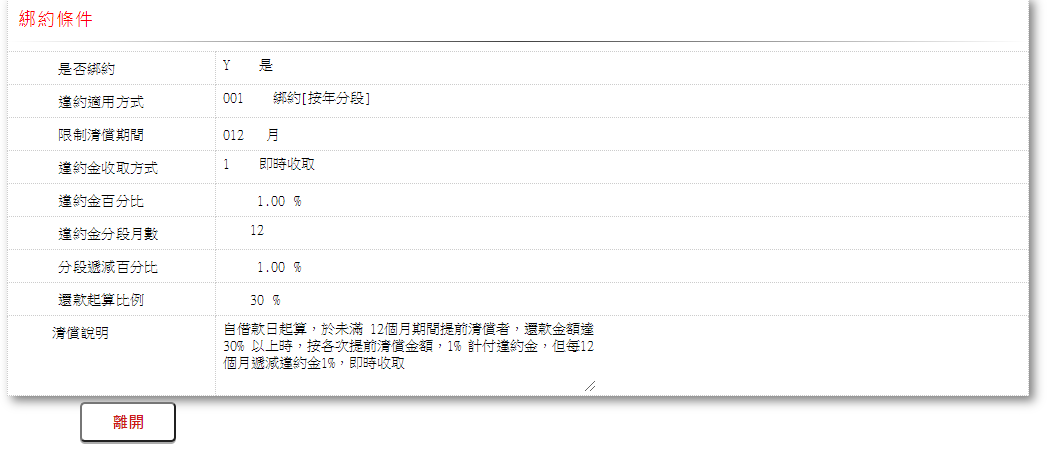 綁約條件
是否綁約 Y 是
違約適用方式 001 綁約[按年分段]
限制清償期間 012 月
違約金收取方式 1 即時收取
違約金百分比 1.00 %
違約金分段月數 12
分段遞減百分比 1.00 %
還款起算比例 30 %
清償說明 自借款日起算，於未滿 12個月期間提前清償者，還款金額達
30% 以上時，按各次提前清償金額，1% 計付違約金，但每12
個月遞減違約金1%，即時收取
離開